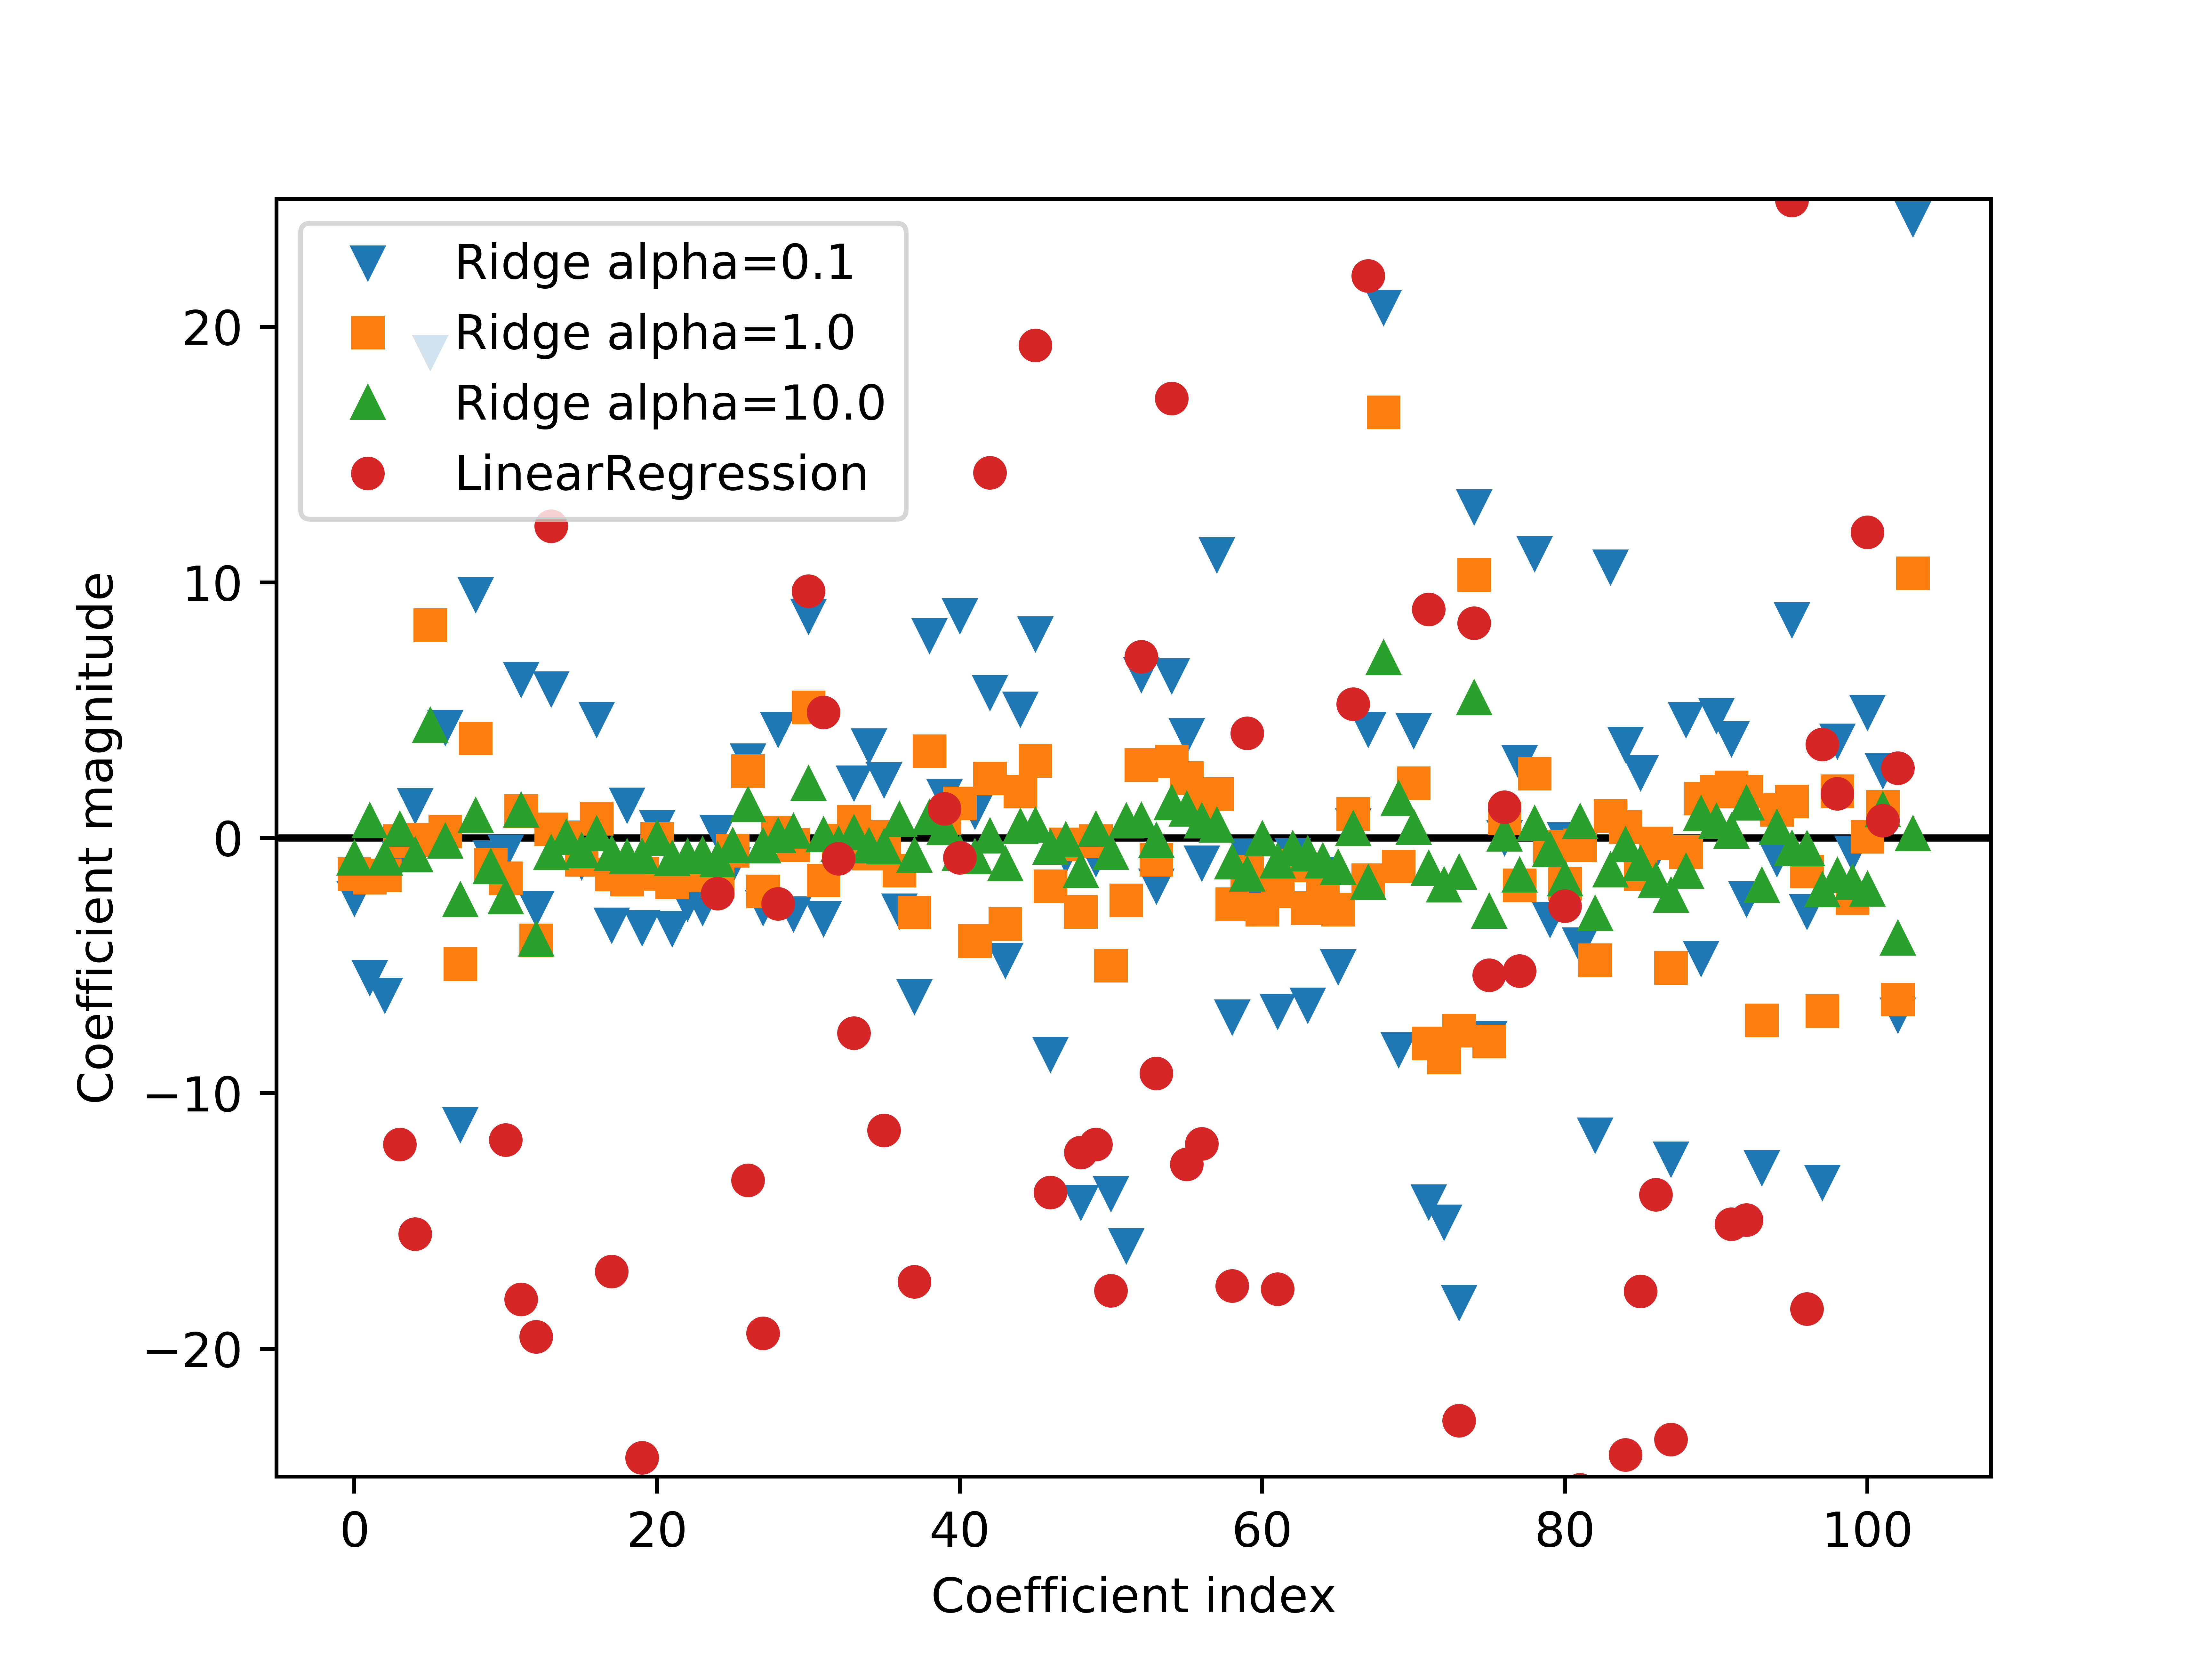 Ridge alpha=0.1
Ridge alpha=1.0
Ridge alpha=10.0
LinearRegression
20
10
0
−10
−20
Coefficient magnitude
0 20 40 60 80 100
Coefficient index